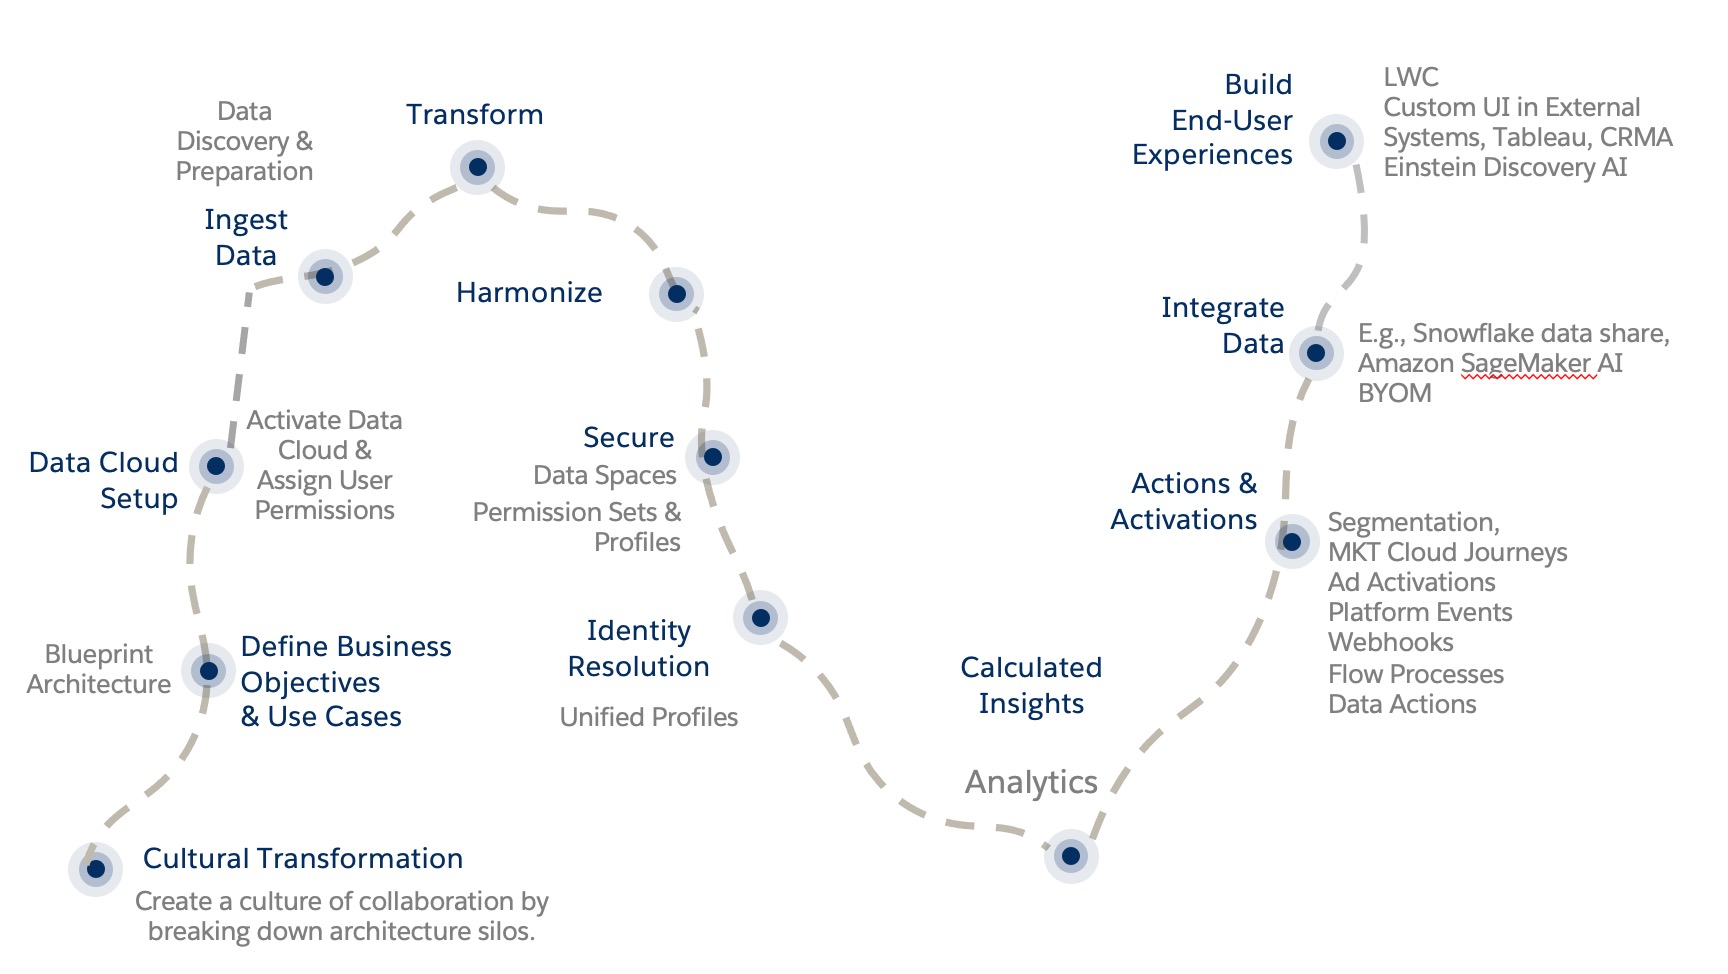 Data
Discovery &
Preparation
Transform
Ingest
Data
Harmonize
Data Cloud
Setup
Activate Data
Cloud &
Assign User
Permissions
Secure
Data Spaces
Permission Sets &
Profiles
Blueprint
Architecture
Define Business
Objectives
& Use Cases
Identity
Resolution
Unified Profiles
Cultural Transformation
Create a culture of collaboration by
breaking down architecture silos.
Calculated
Insights
Analytics
Build
End-User
Experiences
LWC
Custom UI in External
Systems, Tableau, CRMA
Einstein Discovery AI
Integrate
Data
E.g., Snowflake data share,
Amazon SageMaker AI
BYOM
Actions &
Activations
Segmentation,
MKT Cloud Journeys
Ad Activations
Platform Events
Webhooks
Flow Processes
Data Actions